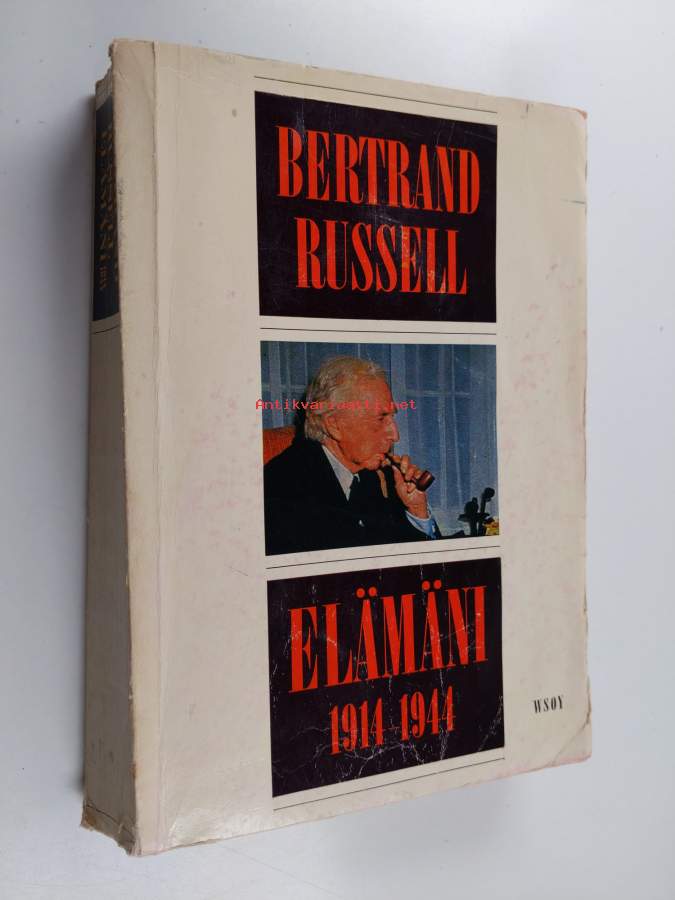 BERTRAND
RUSSELL
Antikvariaatti.net
ELÄMÄNI
1914-1944
WSOY